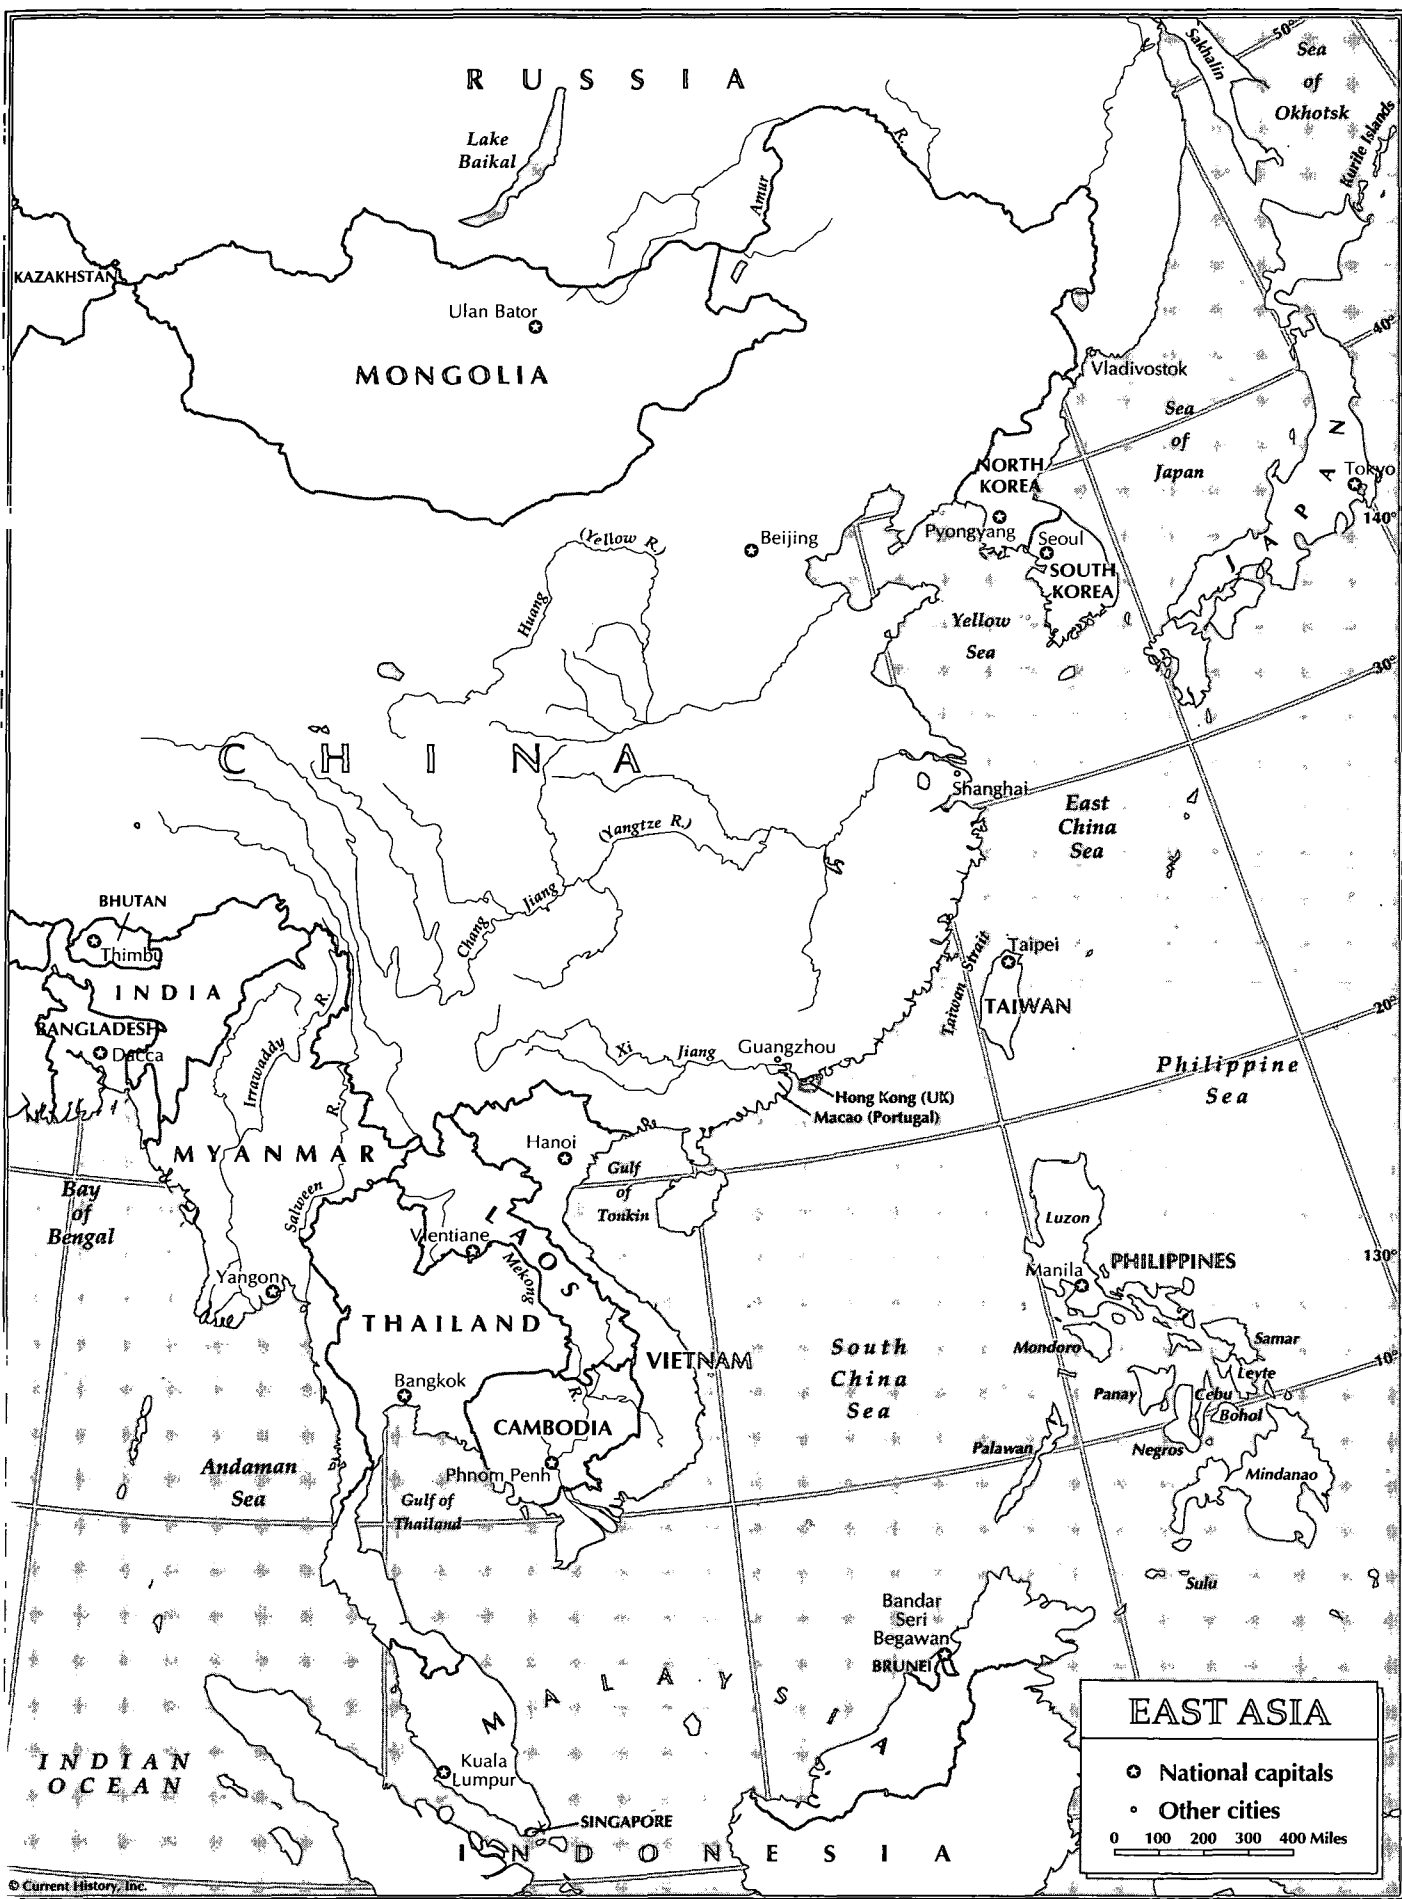 50°
Sakhalin
Sea
of
Okhotsk
RUSSIA
Lake
Baikal
R.
Kurile Islands
Amur
KAZAKHSTAN
Ulan Bator
MONGOLIA
40°
Vladivostok
Sea
of
Japan
JAPAN
NORTH
KOREA
Tokyo
140°
(Yellow R.)
Beijing
Pyongyang
Seoul
SOUTH
KOREA
Huang
Yellow
Sea
30°
CHINA
Shanghai
East
China
Sea
(Yangtze R.)
Chang
Jiang
BHUTAN
Thimbu
Taipei
Taiwan Strait
INDIA
R.
TAIWAN
20°
BANGLADESH
Dacca
Irrawaddy
Xi
Jiang
Guangzhou
Philippine
Sea
Hong Kong (UK)
Macao (Portugal)
R.
MYANMAR
Hanoi
Gulf
of
Tonkin
Bay
of
Bengal
Salween
LAOS
Luzon
Vientiane
Mekong
PHILIPPINES
130°
Yangon
Manila
THAILAND
Mondoro
Samar
South
China
Sea
VIETNAM
10°
Leyte
Bangkok
R.
Panay
Cebu
Bohol
CAMBODIA
Palawan
Negros
Andaman
Sea
Phnom Penh
Mindanao
Gulf of
Thailand
Sulu
Bandar
Seri
Begawan
BRUNEI
MALAYSIA
EAST ASIA
INDIAN
OCEAN
Kuala
Lumpur
National capitals
Other cities
SINGAPORE
0 100 200 300 400 Miles
INDONESIA
© Current History, Inc.